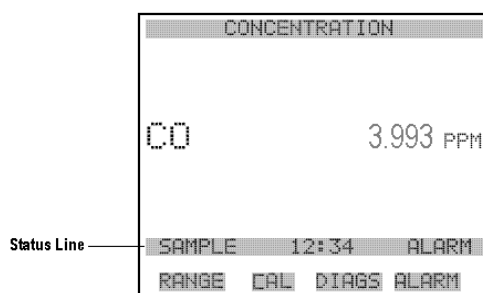 CONCENTRATION
CO 3.993 PPM
Status Line SAMPLE 12:34 ALARM
RANGE CAL DIAGS ALARM